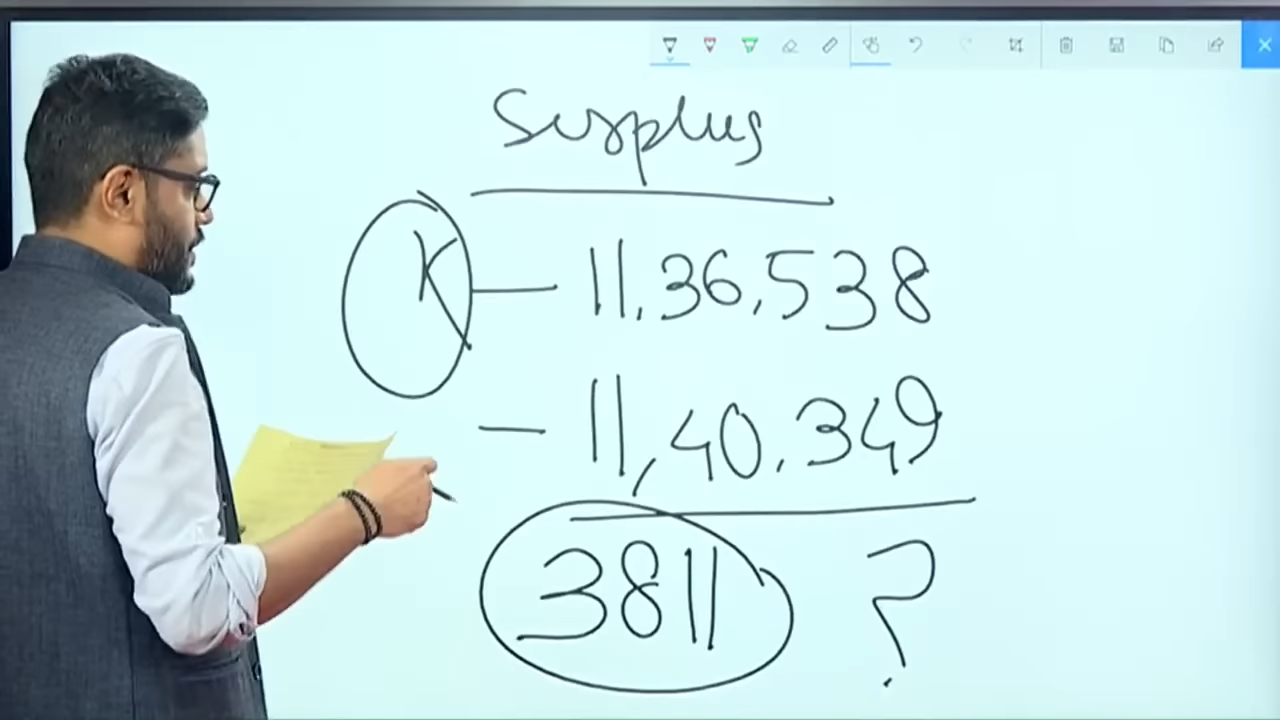 Surplus
K — 11,36,538
— 11,40,349
3811 ?